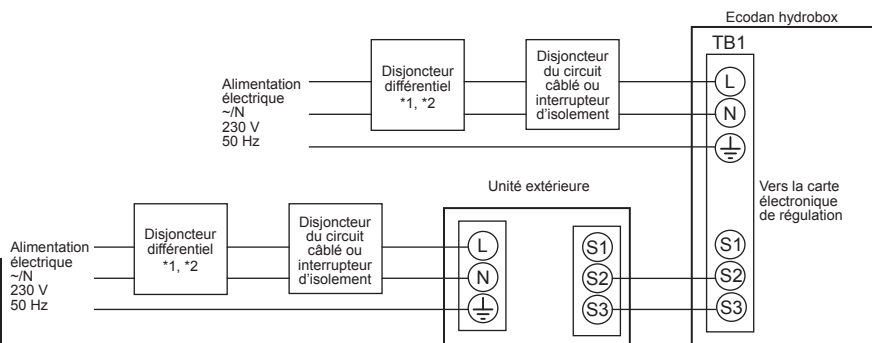 Ecodan hydrobox
TB1
Alimentation
électrique
~/N
230 V
50 Hz
Disjoncteur
différentiel
*1, *2
Disjoncteur
du circuit
câblé ou
interrupteur
d'isolement
L
N
Vers la carte
électronique
de régulation
S1
S2
S3
Unité extérieure
Alimentation
électrique
~/N
230 V
50 Hz
Disjoncteur
différentiel
*1, *2
Disjoncteur
du circuit
câblé ou
interrupteur
d'isolement
L
N
S1
S2
S3